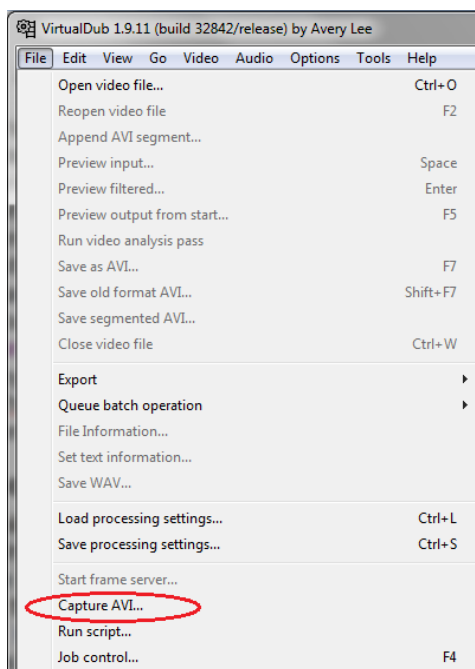 VirtualDub 1.9.11 (build 32842/release) by Avery Lee
File Edit View Go Video Audio Options Tools Help
Open video file... Ctrl+O
Reopen video file F2
Append AVI segment...
Preview input... Space
Preview filtered... Enter
Preview output from start... F5
Run video analysis pass
Save as AVI... F7
Save old format AVI... Shift+F7
Save segmented AVI...
Close video file Ctrl+W
Export
Queue batch operation
File Information...
Set text information...
Save WAV...
Load processing settings... Ctrl+L
Save processing settings... Ctrl+S
Start frame server...
Capture AVI...
Run script...
Job control... F4